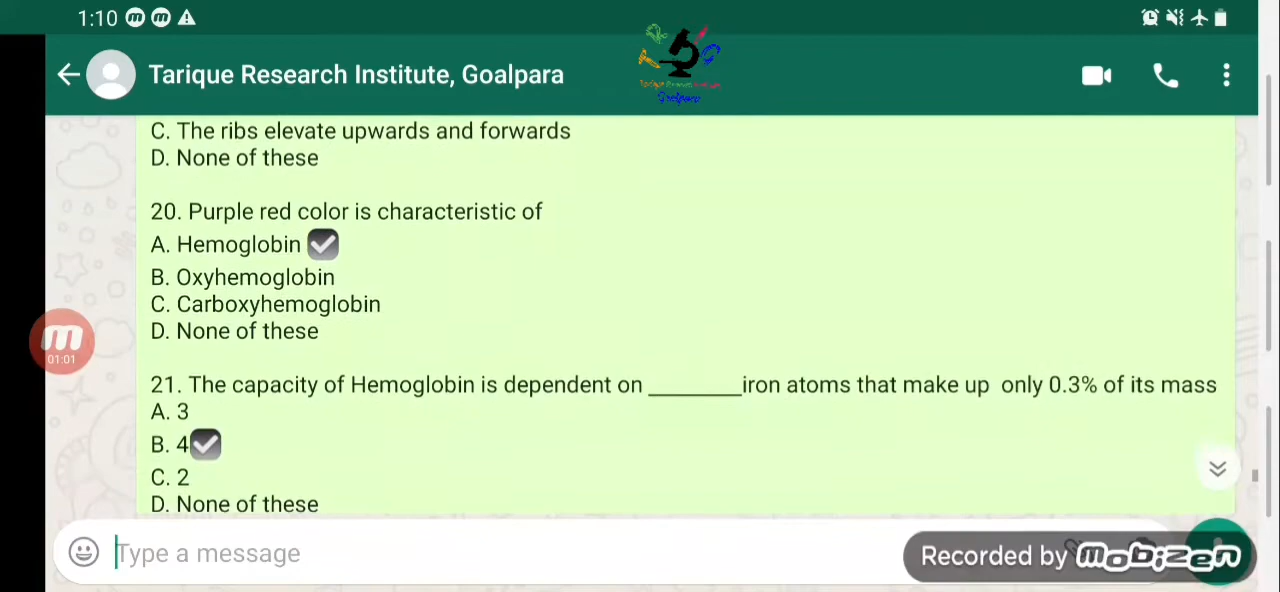 1:10
Tarique Research Institute, Goalpara
C. The ribs elevate upwards and forwards
D. None of these
20. Purple red color is characteristic of
A. Hemoglobin
B. Oxyhemoglobin
C. Carboxyhemoglobin
D. None of these
01:01
21. The capacity of Hemoglobin is dependent on ________iron atoms that make up  only 0.3% of its mass
A. 3
B. 4
C. 2
D. None of these
Type a message
Recorded by mobizen